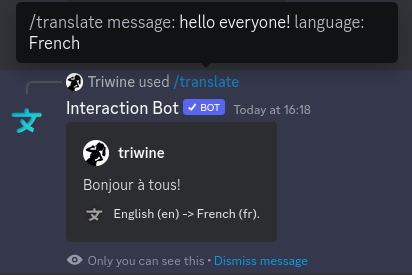 /translate message: hello everyone! language:
French
Triwine used /translate
Interaction Bot ✓ BOT Today at 16:18
triwine
Bonjour à tous!
English (en) -> French (fr).
Only you can see this • Dismiss message